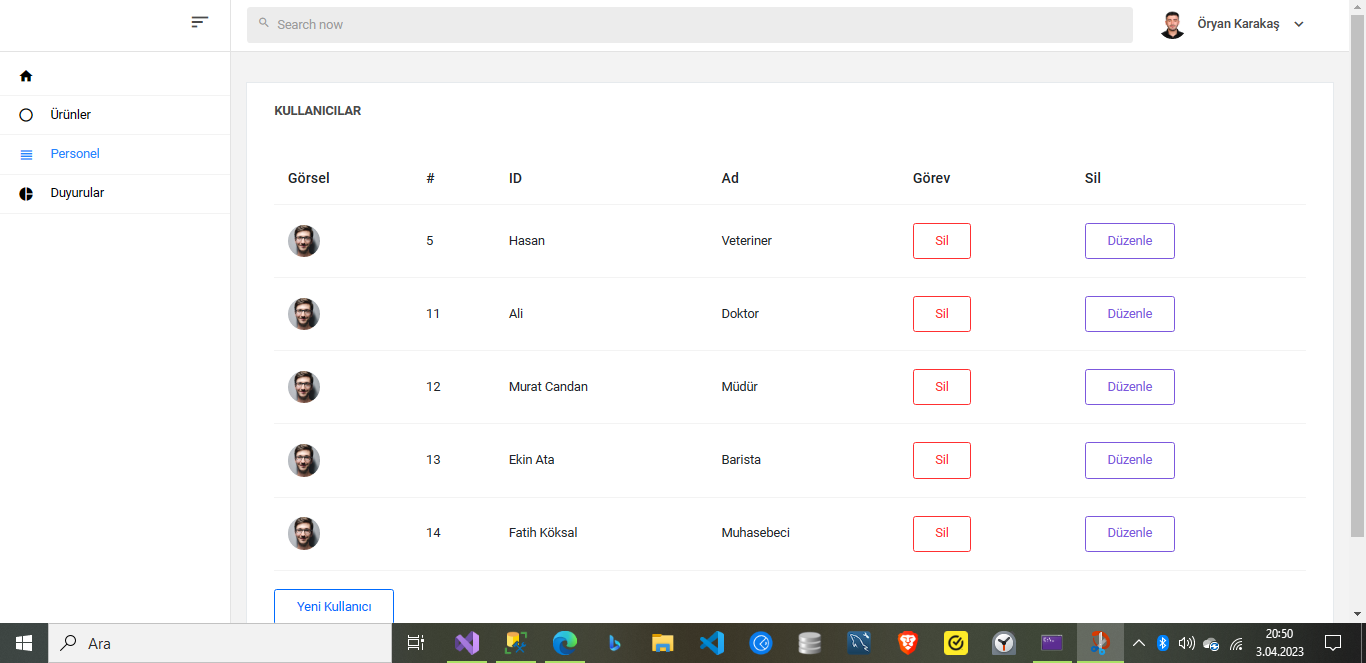 Search now
Öryan Karakaş
Ürünler
Personel
Duyurular
KULLANICILAR
Görsel # ID Ad Görev Sil
5 Hasan Veteriner Sil Düzenle
11 Ali Doktor Sil Düzenle
12 Murat Candan Müdür Sil Düzenle
13 Ekin Ata Barista Sil Düzenle
14 Fatih Köksal Muhasebeci Sil Düzenle
Yeni Kullanıcı
Ara
20:50
3.04.2023